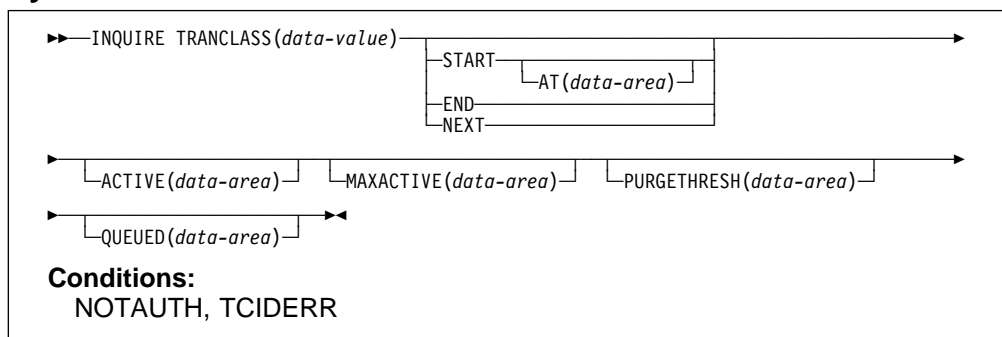 INQUIRE TRANCLASS(data-value)
START
AT(data-area)
END
NEXT
ACTIVE(data-area) MAXACTIVE(data-area) PURGETHRESH(data-area)
QUEUED(data-area)
Conditions:
NOTAUTH, TCIDERR